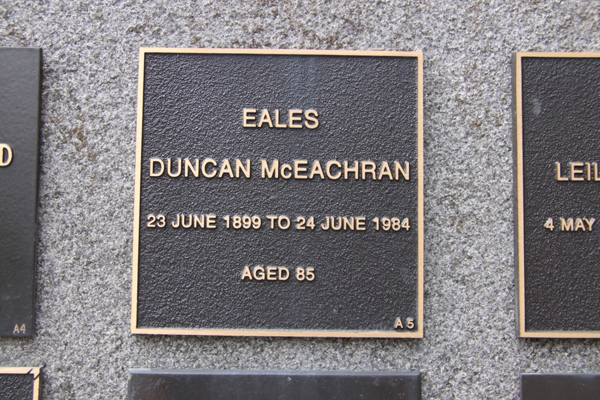 EALES
DUNCAN McEACHRAN
23 JUNE 1899 TO 24 JUNE 1984
AGED 85
A 5
D
A4
LEIL
4 MAY